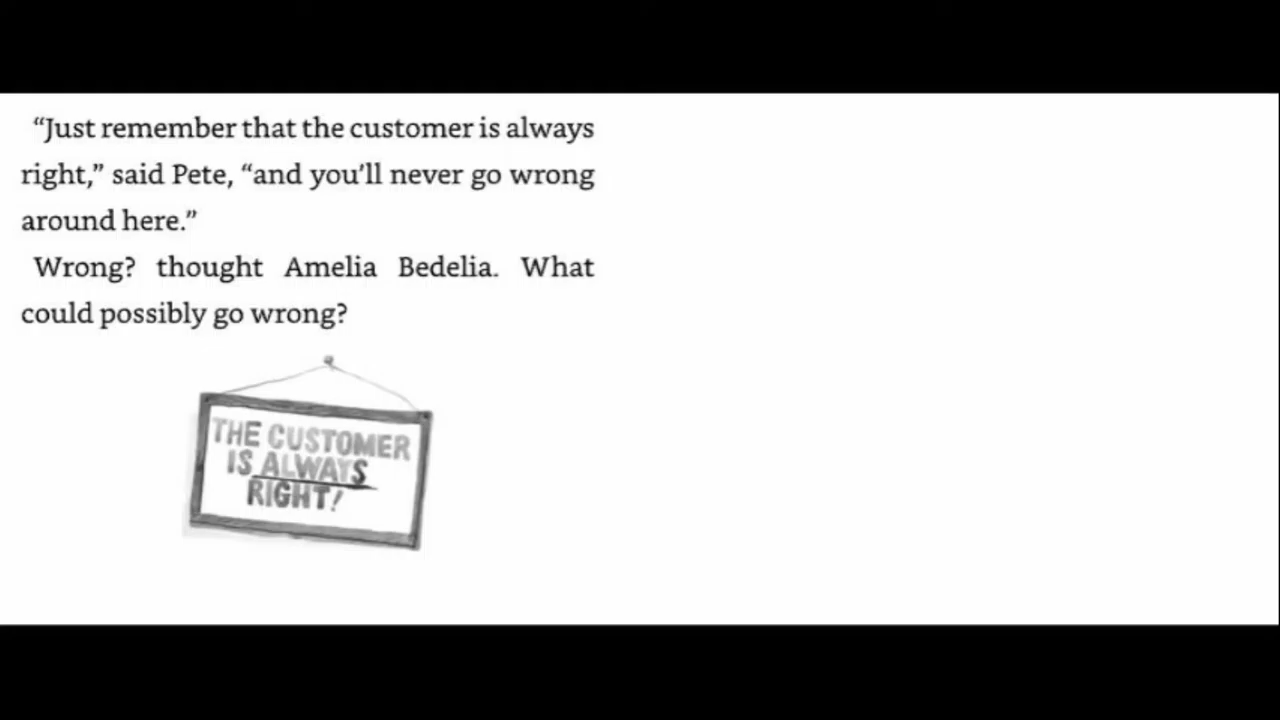 “Just remember that the customer is always
right,” said Pete, “and you’ll never go wrong
around here.”
Wrong? thought Amelia Bedelia. What
could possibly go wrong?
THE CUSTOMER
IS ALWAYS
RIGHT!